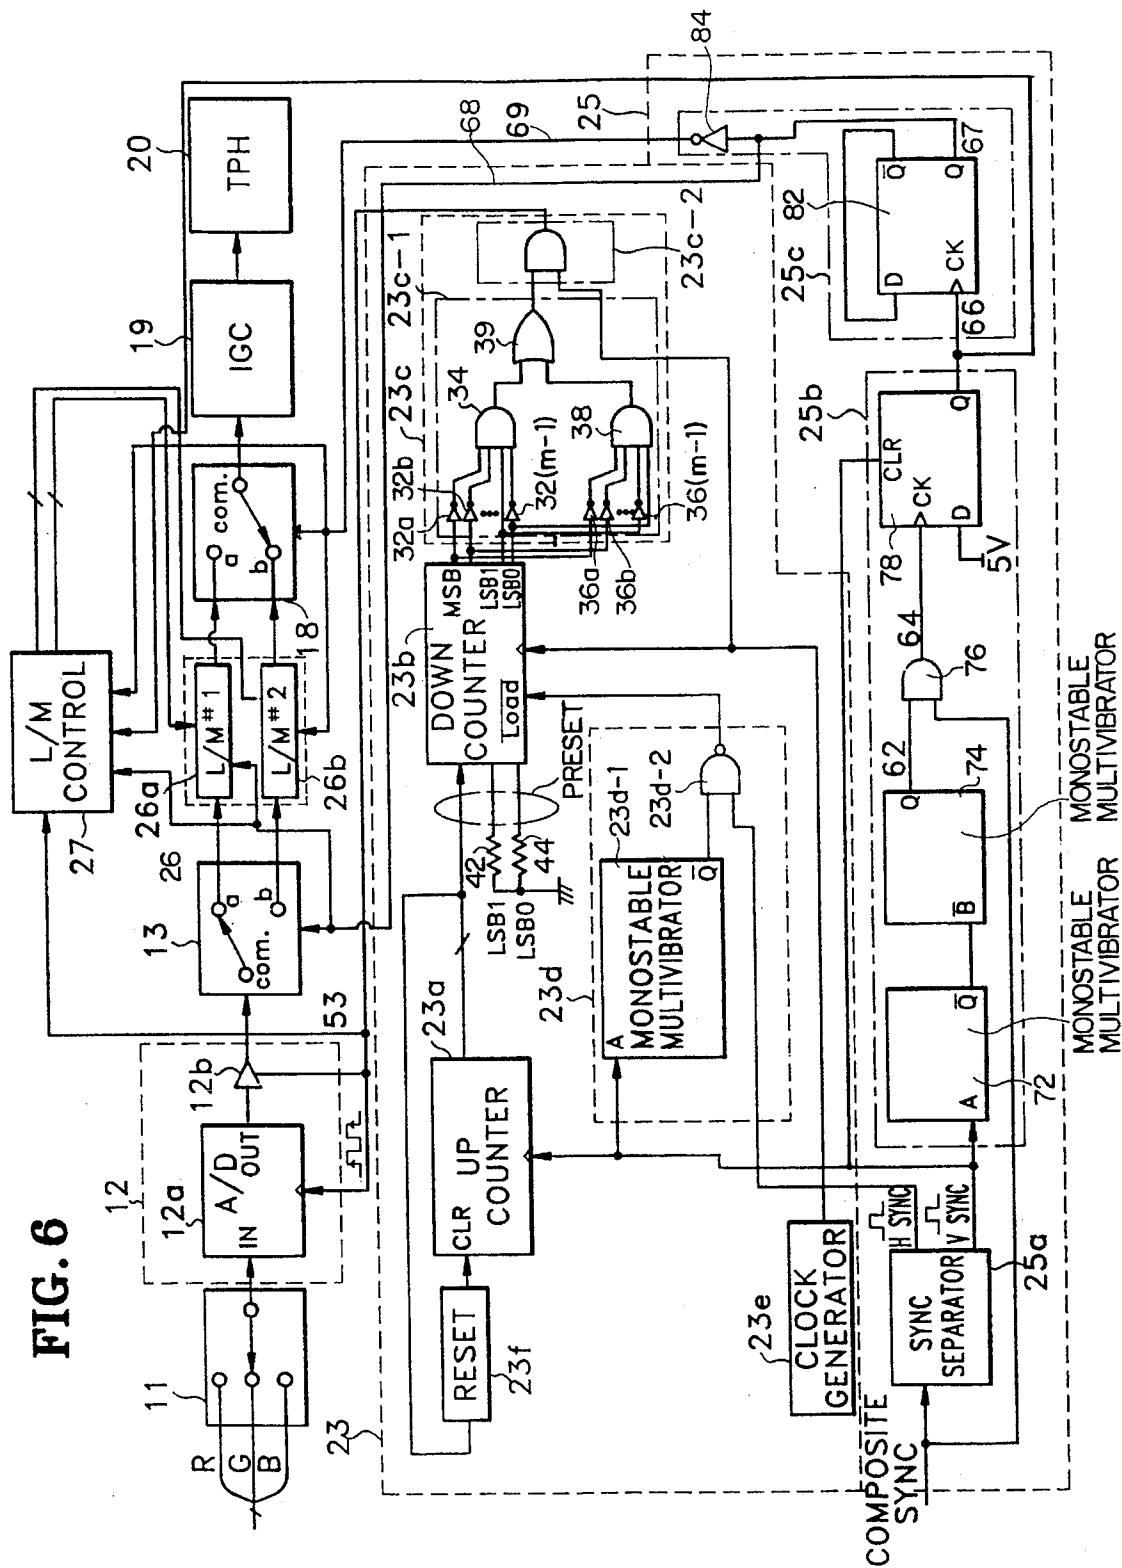 FIG. 6
R
G
B
11
12
12a
A/D
IN
OUT
12b
53
13
com.
a
b
26
26a
L/M #1
L/M #2
26b
27
L/M
CONTROL
18
com.
a
b
19
IGC
20
TPH
68
69
23
RESET
23f
23a
CLR
UP
COUNTER
LSB1
LSB0
42
44
PRESET
23b
DOWN
COUNTER
Load
MSB
LSB1
LSB0
23c
23c-1
23c-2
32a
32b
32(m-1)
34
36a
36b
36(m-1)
38
39
23d
A
MONOSTABLE
MULTIVIBRATOR
Q
23d-1
23d-2
23e
CLOCK
GENERATOR
25
COMPOSITE
SYNC
SYNC
SEPARATOR
25a
H SYNC
V SYNC
72
A
Q
MONOSTABLE
MULTIVIBRATOR
B
Q
74
MONOSTABLE
MULTIVIBRATOR
62
76
64
25b
78
CLR
CK
D
Q
5V
66
25c
82
D
CK
Q
Q
67
84